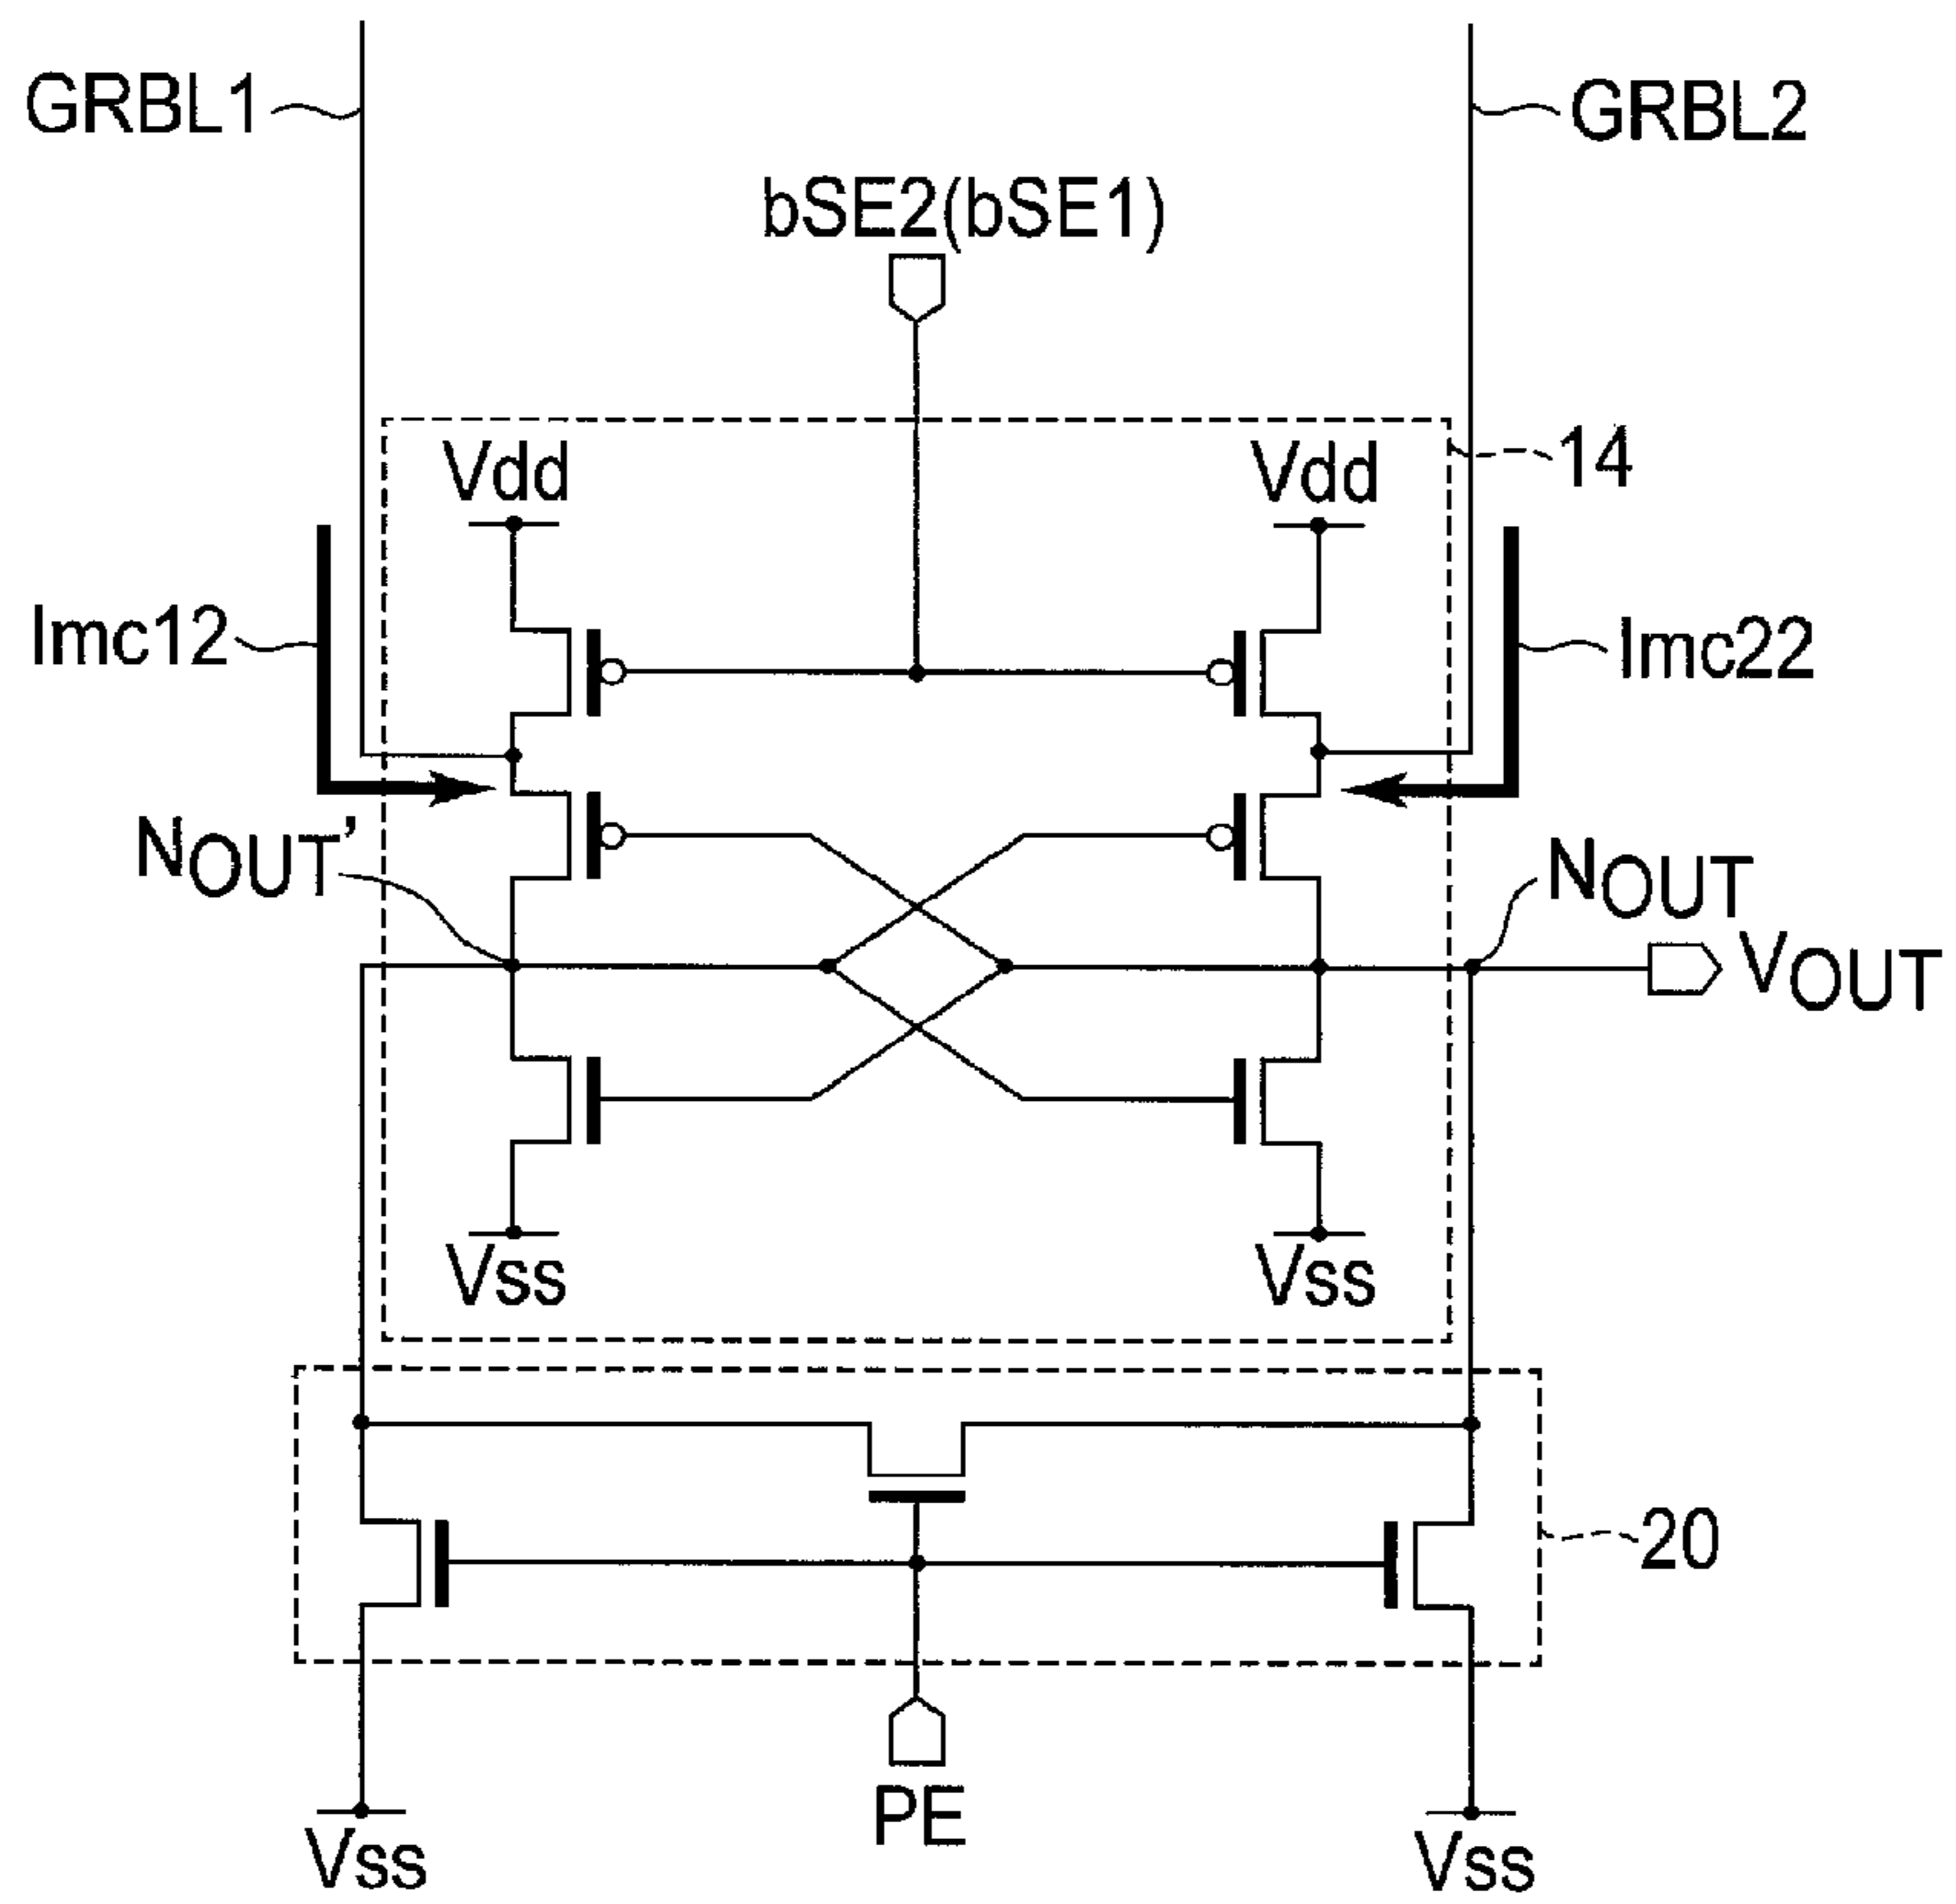 GRBL1
GRBL2
bSE2(bSE1)
Vdd
Vdd
14
Imc12
Imc22
NOUT'
NOUT
VOUT
Vss
Vss
20
PE
Vss
Vss